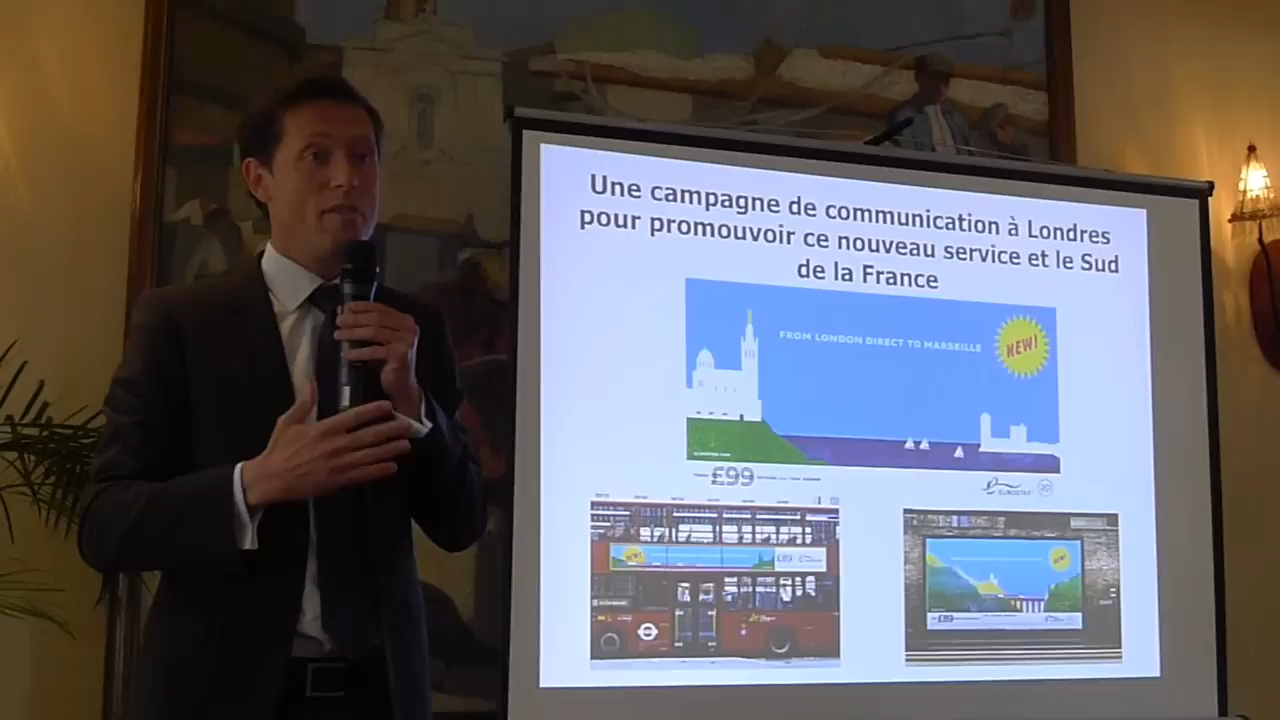 Une campagne de communication à Londres
pour promouvoir ce nouveau service et le Sud
de la France
FROM LONDON DIRECT TO MARSEILLE
NEW!
£99
EUROSTAR
NEW!
£89